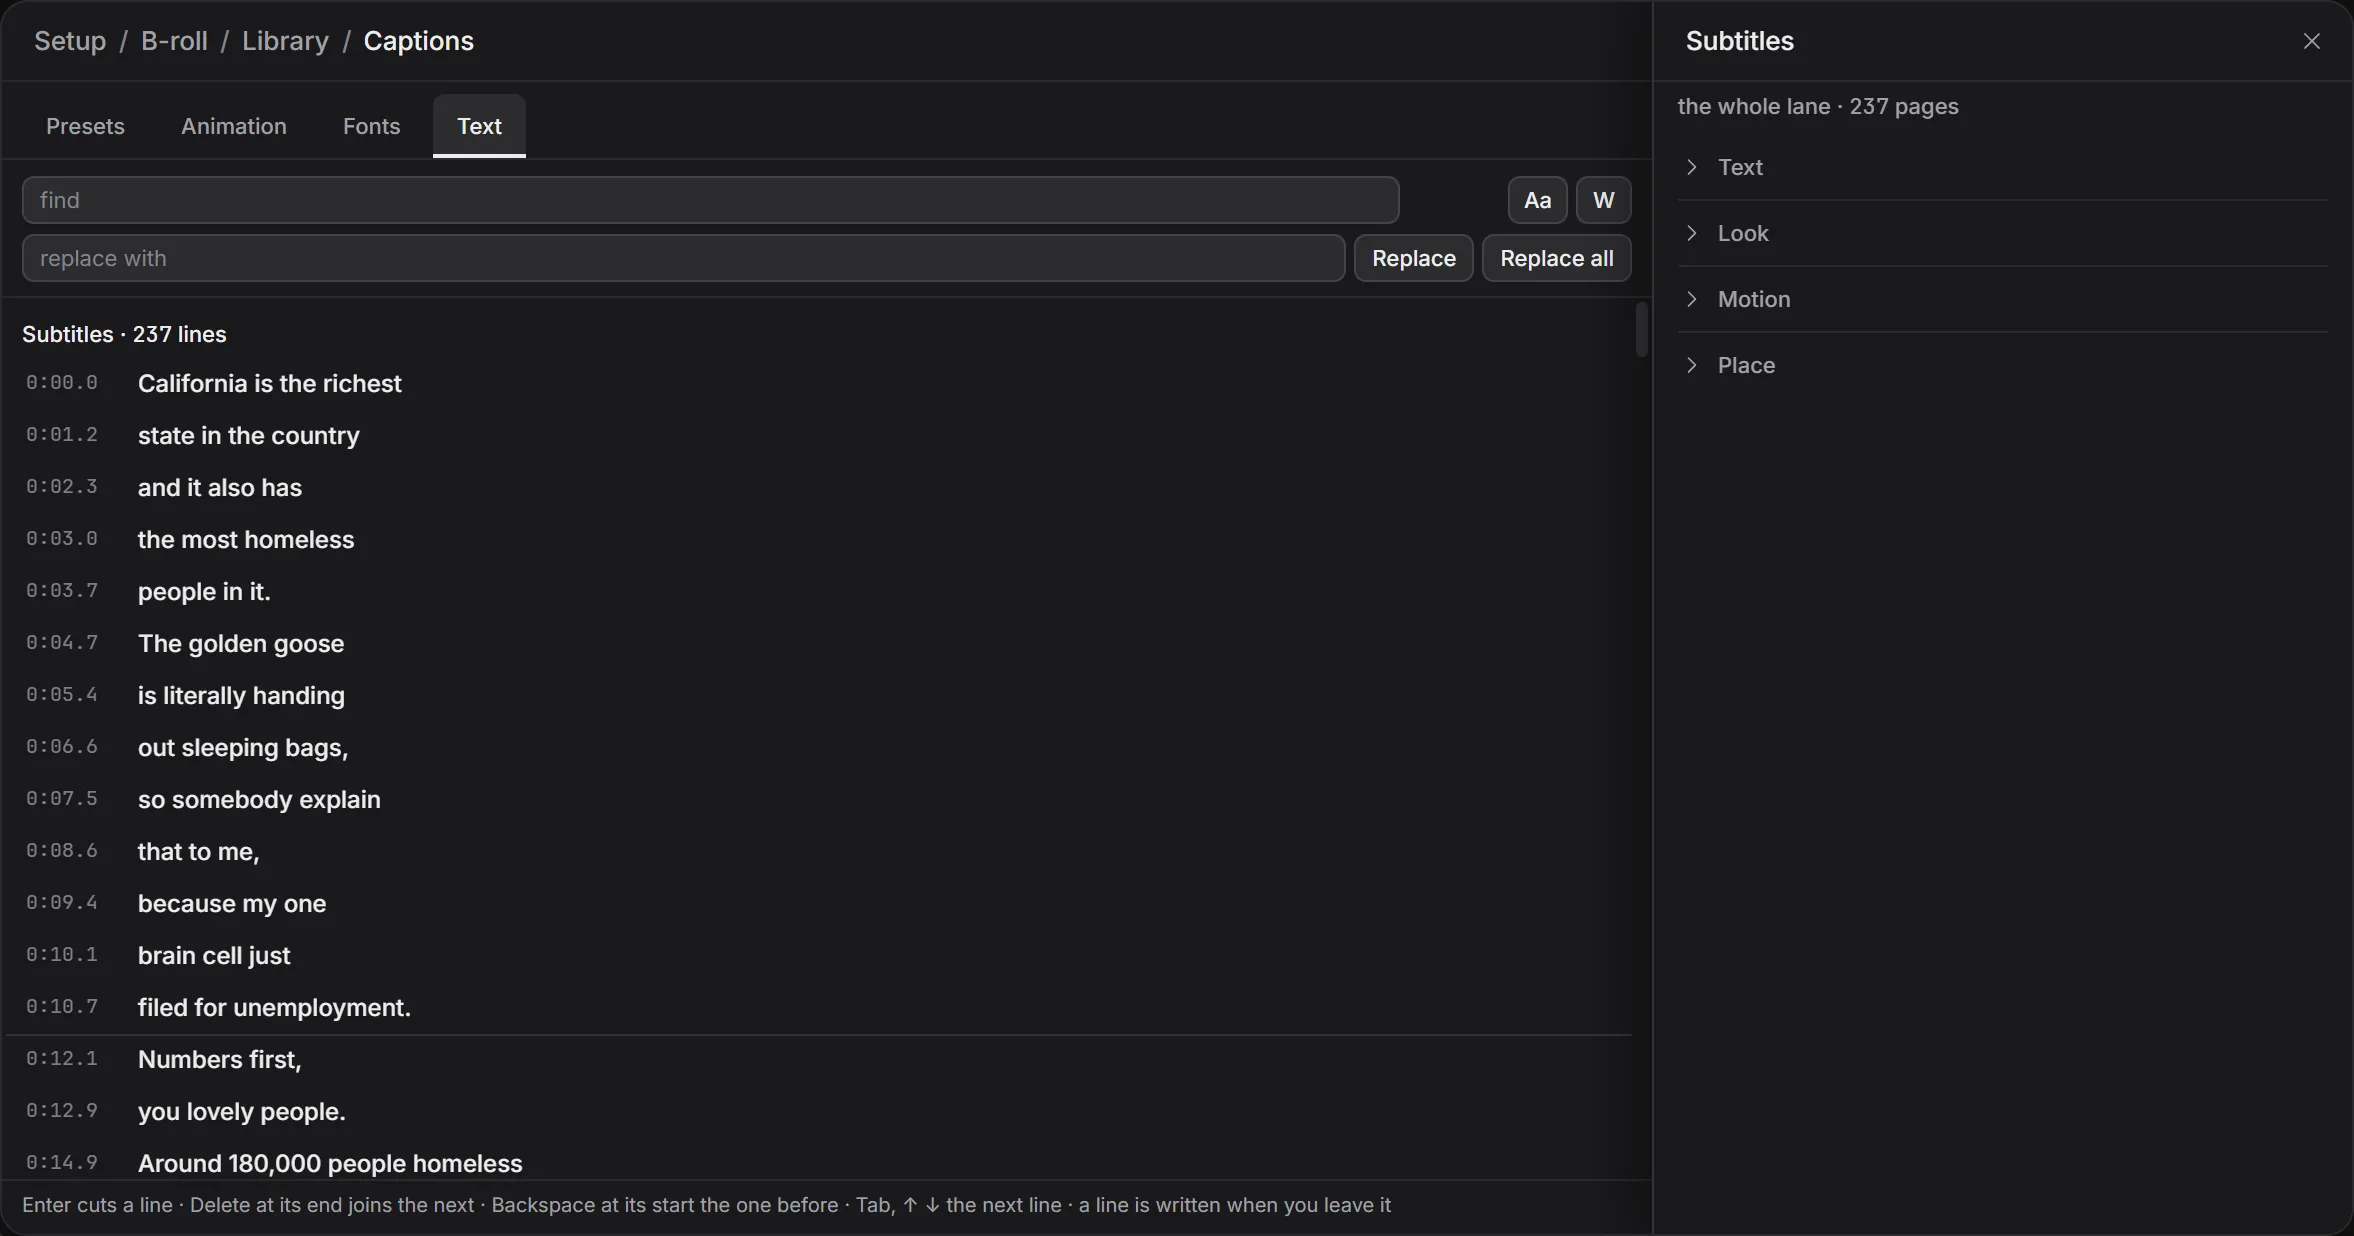 Setup / B-roll / Library / Captions
Subtitles
Presets Animation Fonts Text
the whole lane · 237 pages
find Aa W
replace with Replace Replace all
Text
Look
Motion
Place
Subtitles · 237 lines
0:00.0 California is the richest
0:01.2 state in the country
0:02.3 and it also has
0:03.0 the most homeless
0:03.7 people in it.
0:04.7 The golden goose
0:05.4 is literally handing
0:06.6 out sleeping bags,
0:07.5 so somebody explain
0:08.6 that to me,
0:09.4 because my one
0:10.1 brain cell just
0:10.7 filed for unemployment.
0:12.1 Numbers first,
0:12.9 you lovely people.
0:14.9 Around 180,000 people homeless
Enter cuts a line · Delete at its end joins the next · Backspace at its start the one before · Tab, ↑ ↓ the next line · a line is written when you leave it